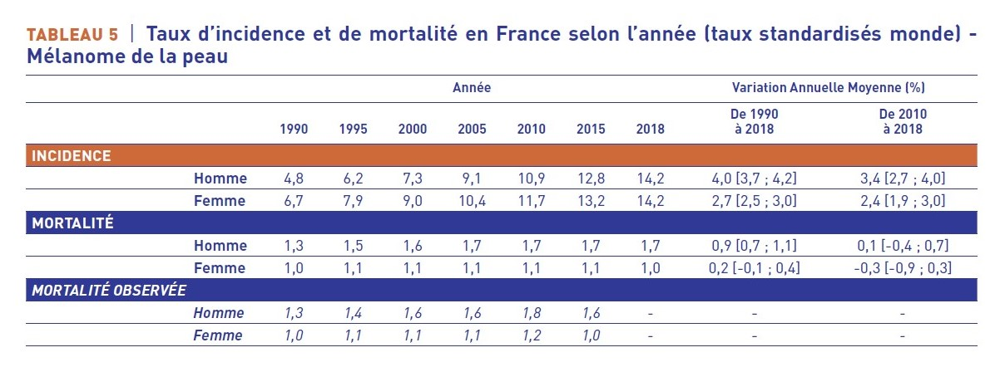 TABLEAU 5 | Taux d’incidence et de mortalité en France selon l’année (taux standardisés monde) -
Mélanome de la peau
Année Variation Annuelle Moyenne (%)
De 1990 De 2010
1990 1995 2000 2005 2010 2015 2018 à 2018 à 2018
INCIDENCE
Homme 4,8 6,2 7,3 9,1 10,9 12,8 14,2 4,0 [3,7 ; 4,2] 3,4 [2,7 ; 4,0]
Femme 6,7 7,9 9,0 10,4 11,7 13,2 14,2 2,7 [2,5 ; 3,0] 2,4 [1,9 ; 3,0]
MORTALITÉ
Homme 1,3 1,5 1,6 1,7 1,7 1,7 1,7 0,9 [0,7 ; 1,1] 0,1 [-0,4 ; 0,7]
Femme 1,0 1,1 1,1 1,1 1,1 1,1 1,0 0,2 [-0,1 ; 0,4] -0,3 [-0,9 ; 0,3]
MORTALITÉ OBSERVÉE
Homme 1,3 1,4 1,6 1,6 1,8 1,6 - - -
Femme 1,0 1,1 1,1 1,1 1,2 1,0 - - -